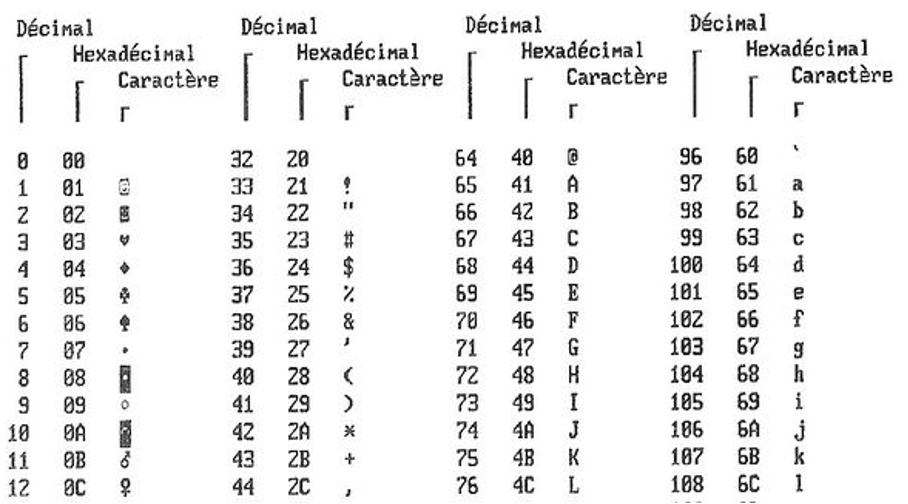 Décimal Décimal Décimal Décimal
Hexadécimal Hexadécimal Hexadécimal Hexadécimal
Caractère Caractère Caractère Caractère
0 00 32 20 64 40 @ 96 60 `
1 01 ☺ 33 21 ! 65 41 A 97 61 a
2 02 ☻ 34 22 " 66 42 B 98 62 b
3 03 ♥ 35 23 # 67 43 C 99 63 c
4 04 ♦ 36 24 $ 68 44 D 100 64 d
5 05 ♣ 37 25 % 69 45 E 101 65 e
6 06 ♠ 38 26 & 70 46 F 102 66 f
7 07 • 39 27 ' 71 47 G 103 67 g
8 08 ◘ 40 28 ( 72 48 H 104 68 h
9 09 ○ 41 29 ) 73 49 I 105 69 i
10 0A ◙ 42 2A * 74 4A J 106 6A j
11 0B ♂ 43 2B + 75 4B K 107 6B k
12 0C ♀ 44 2C , 76 4C L 108 6C l